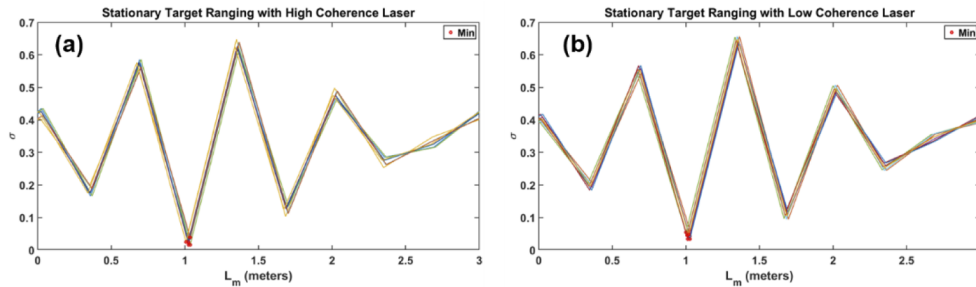 Stationary Target Ranging with High Coherence Laser
(a)
Min
0.7
0.6
0.5
0.4
0.3
0.2
0.1
0
σ
0 0.5 1 1.5 2 2.5 3
L_m (meters)
Stationary Target Ranging with Low Coherence Laser
(b)
Min
0.7
0.6
0.5
0.4
0.3
0.2
0.1
0
σ
0 0.5 1 1.5 2 2.5
L_m (meters)